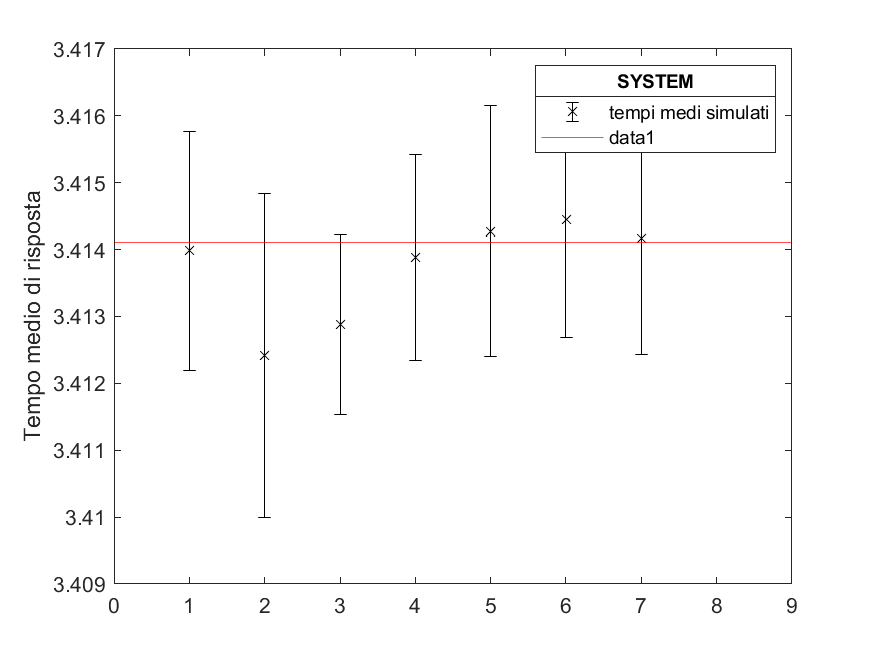 3.417
3.416
3.415
3.414
3.413
3.412
3.411
3.41
3.409
Tempo medio di risposta
SYSTEM
tempi medi simulati
data1
0 1 2 3 4 5 6 7 8 9